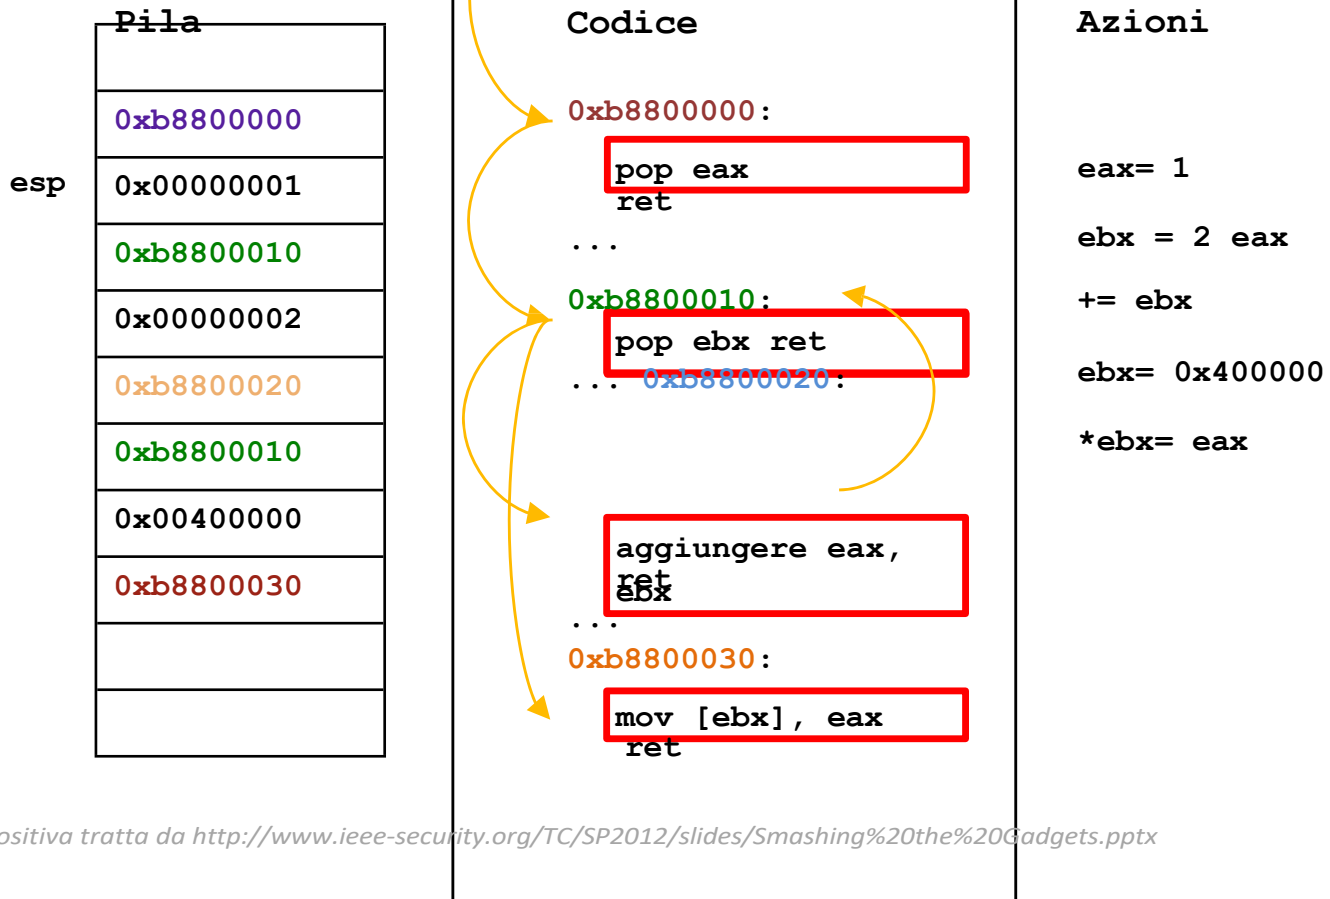 Pila
0xb8800000
esp
0x00000001
0xb8800010
0x00000002
0xb8800020
0xb8800010
0x00400000
0xb8800030
Codice
0xb8800000:
pop eax
ret
...
0xb8800010:
pop ebx ret
... 0xb8800020:
aggiungere eax,
ret
ebx
...
0xb8800030:
mov [ebx], eax
ret
Azioni
eax= 1
ebx = 2 eax
+= ebx
ebx= 0x400000
*ebx= eax
ositiva tratta da http://www.ieee-security.org/TC/SP2012/slides/Smashing%20the%20Gadgets.pptx